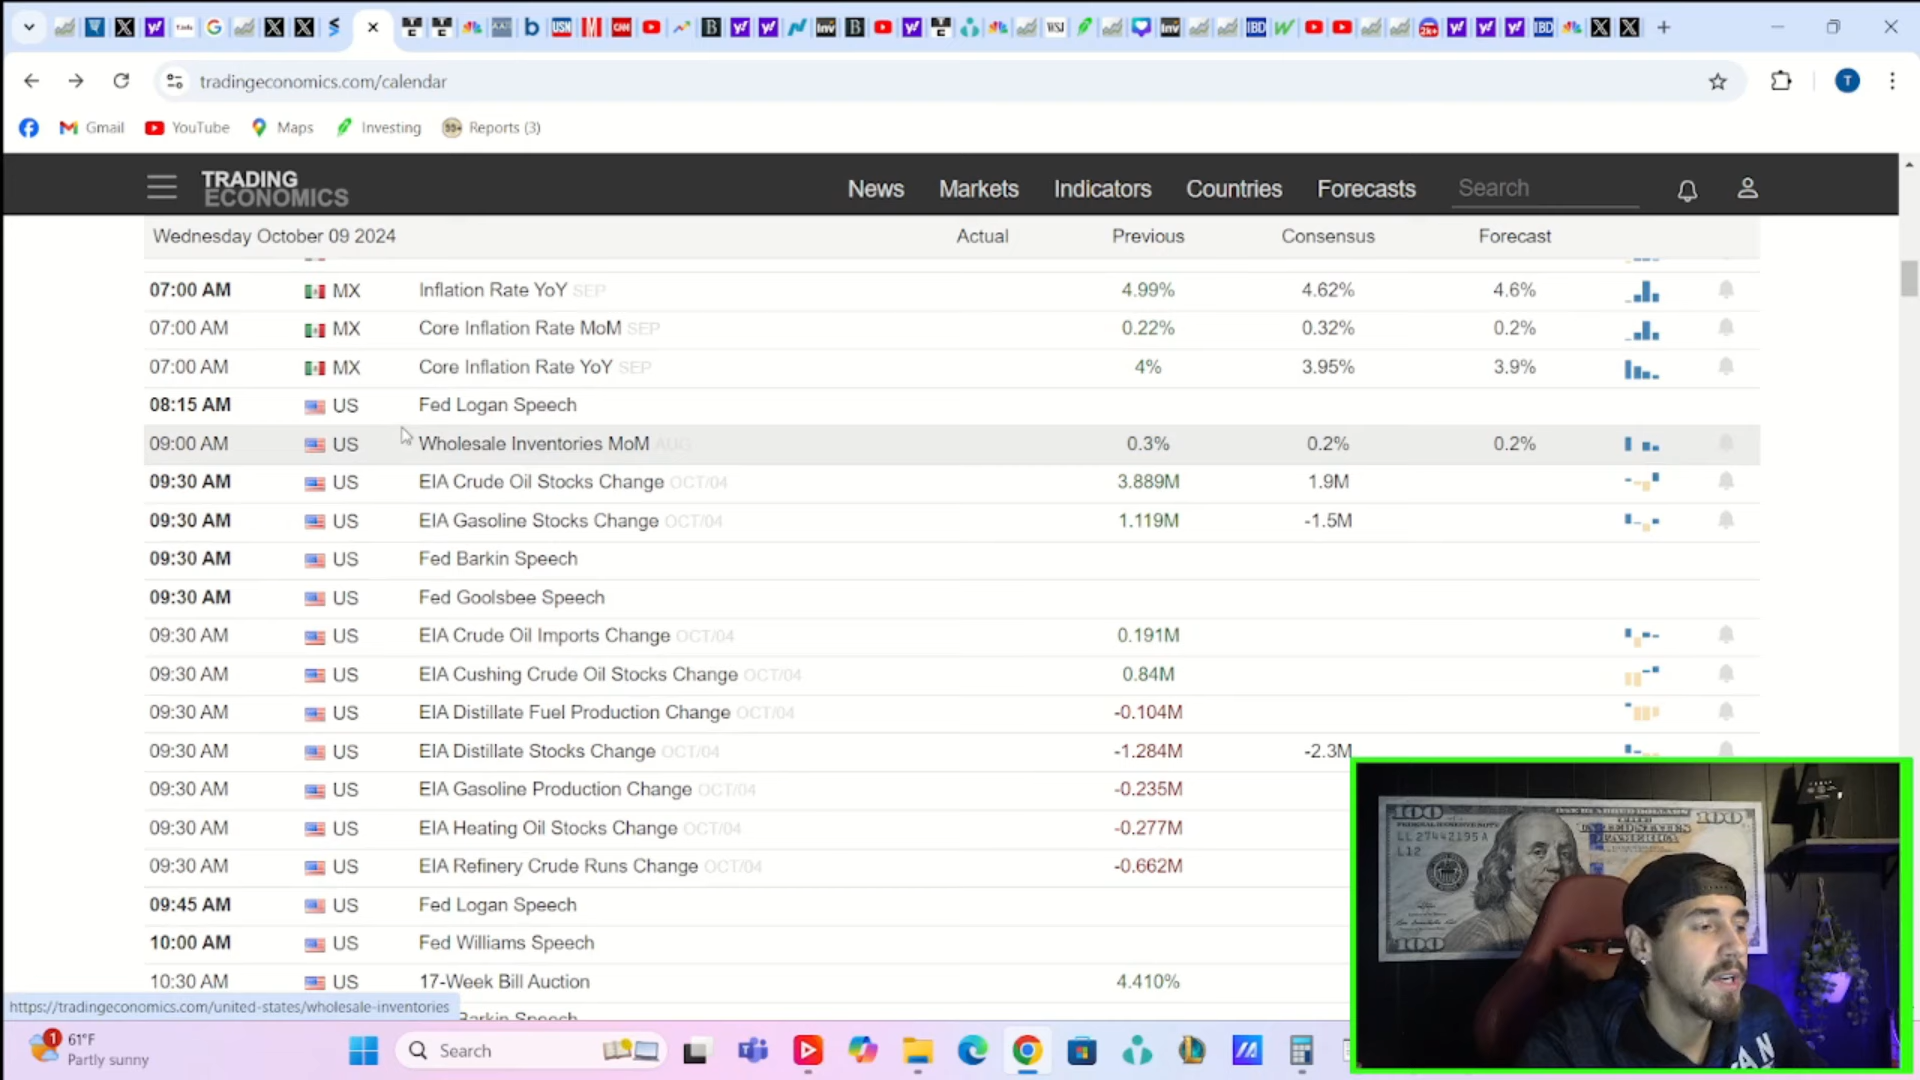 tradingeconomics.com/calendar
Gmail YouTube Maps Investing Reports (3)
TRADING ECONOMICS News Markets Indicators Countries Forecasts Search
Wednesday October 09 2024 Actual Previous Consensus Forecast
07:00 AM MX Inflation Rate YoY SEP 4.99% 4.62% 4.6%
07:00 AM MX Core Inflation Rate MoM SEP 0.22% 0.32% 0.2%
07:00 AM MX Core Inflation Rate YoY SEP 4% 3.95% 3.9%
08:15 AM US Fed Logan Speech
09:00 AM US Wholesale Inventories MoM AUG 0.3% 0.2% 0.2%
09:30 AM US EIA Crude Oil Stocks Change OCT/04 3.889M 1.9M
09:30 AM US EIA Gasoline Stocks Change OCT/04 1.119M -1.5M
09:30 AM US Fed Barkin Speech
09:30 AM US Fed Goolsbee Speech
09:30 AM US EIA Crude Oil Imports Change OCT/04 0.191M
09:30 AM US EIA Cushing Crude Oil Stocks Change OCT/04 0.84M
09:30 AM US EIA Distillate Fuel Production Change OCT/04 -0.104M
09:30 AM US EIA Distillate Stocks Change OCT/04 -1.284M -2.3M
09:30 AM US EIA Gasoline Production Change OCT/04 -0.235M
09:30 AM US EIA Heating Oil Stocks Change OCT/04 -0.277M
09:30 AM US EIA Refinery Crude Runs Change OCT/04 -0.662M
09:45 AM US Fed Logan Speech
10:00 AM US Fed Williams Speech
10:30 AM US 17-Week Bill Auction 4.410%
https://tradingeconomics.com/united-states/wholesale-inventories
Barkin Speech
61°F
Partly sunny
Search
100 100
LL 27442195 A
L12
100